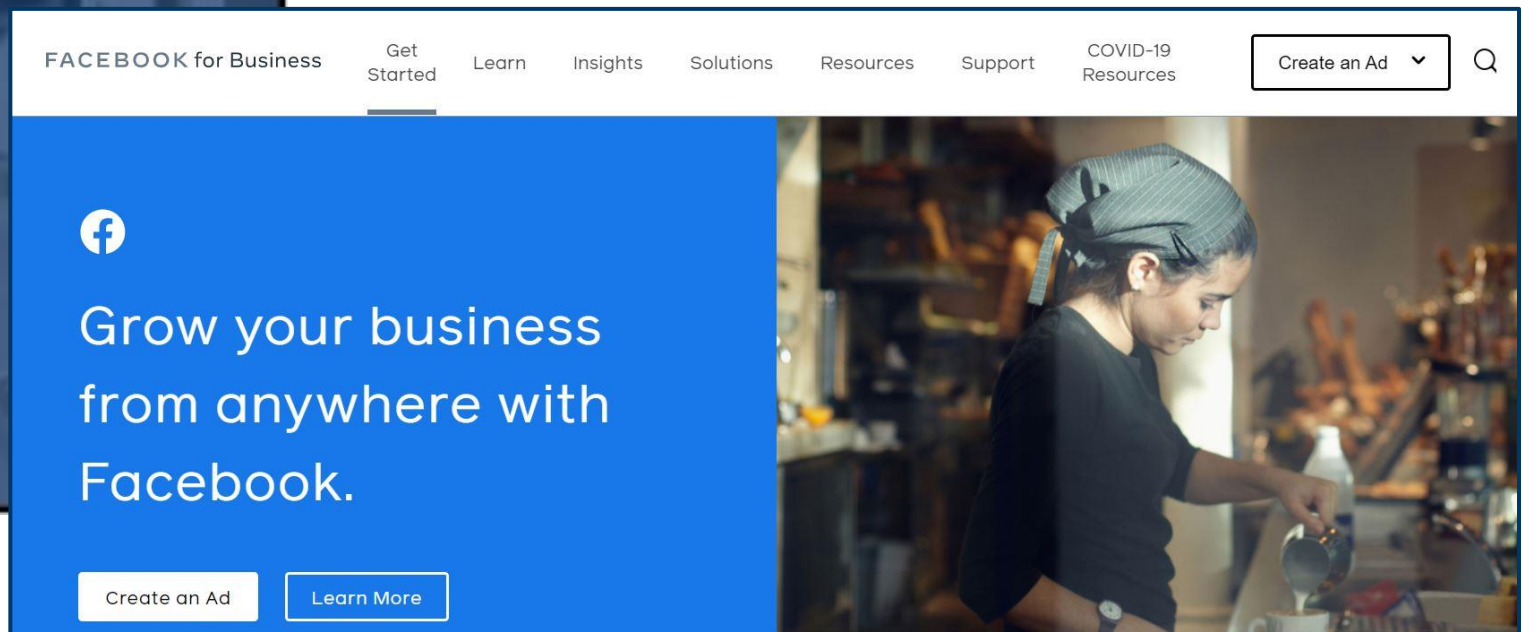 FACEBOOK for Business
Get
Started
Learn
Insights
Solutions
Resources
Support
COVID-19
Resources
Create an Ad
Grow your business
from anywhere with
Facebook.
Create an Ad
Learn More